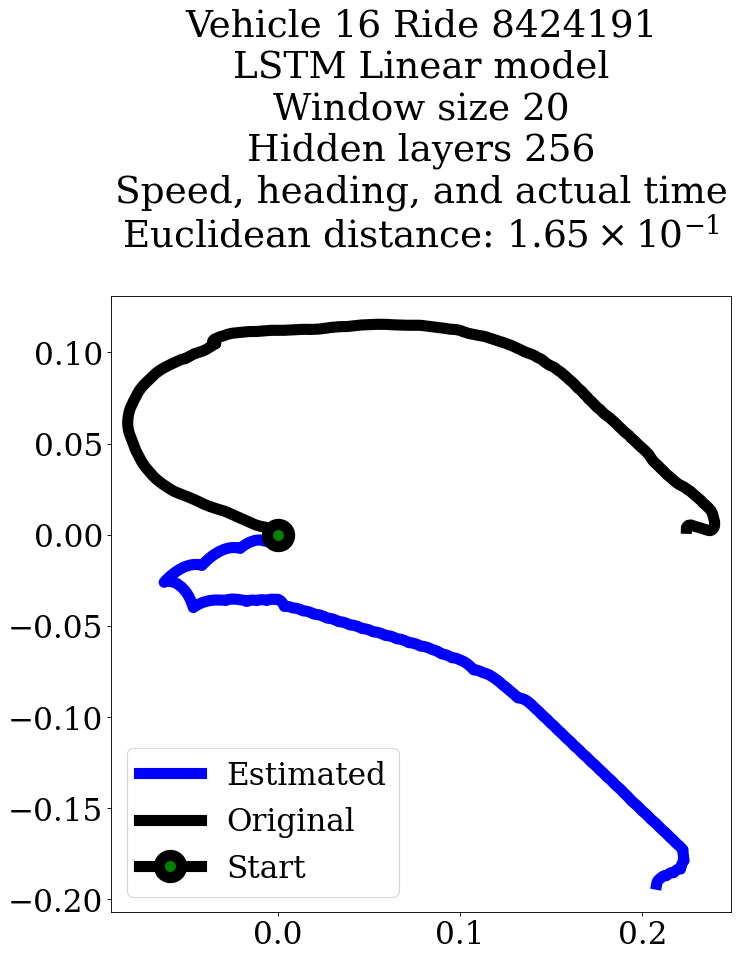 Vehicle 16 Ride 8424191
LSTM Linear model
Window size 20
Hidden layers 256
Speed, heading, and actual time
Euclidean distance: 1.65 × 10⁻¹
0.10
0.05
0.00
−0.05
−0.10
−0.15
−0.20
Estimated
Original
Start
0.0 0.1 0.2